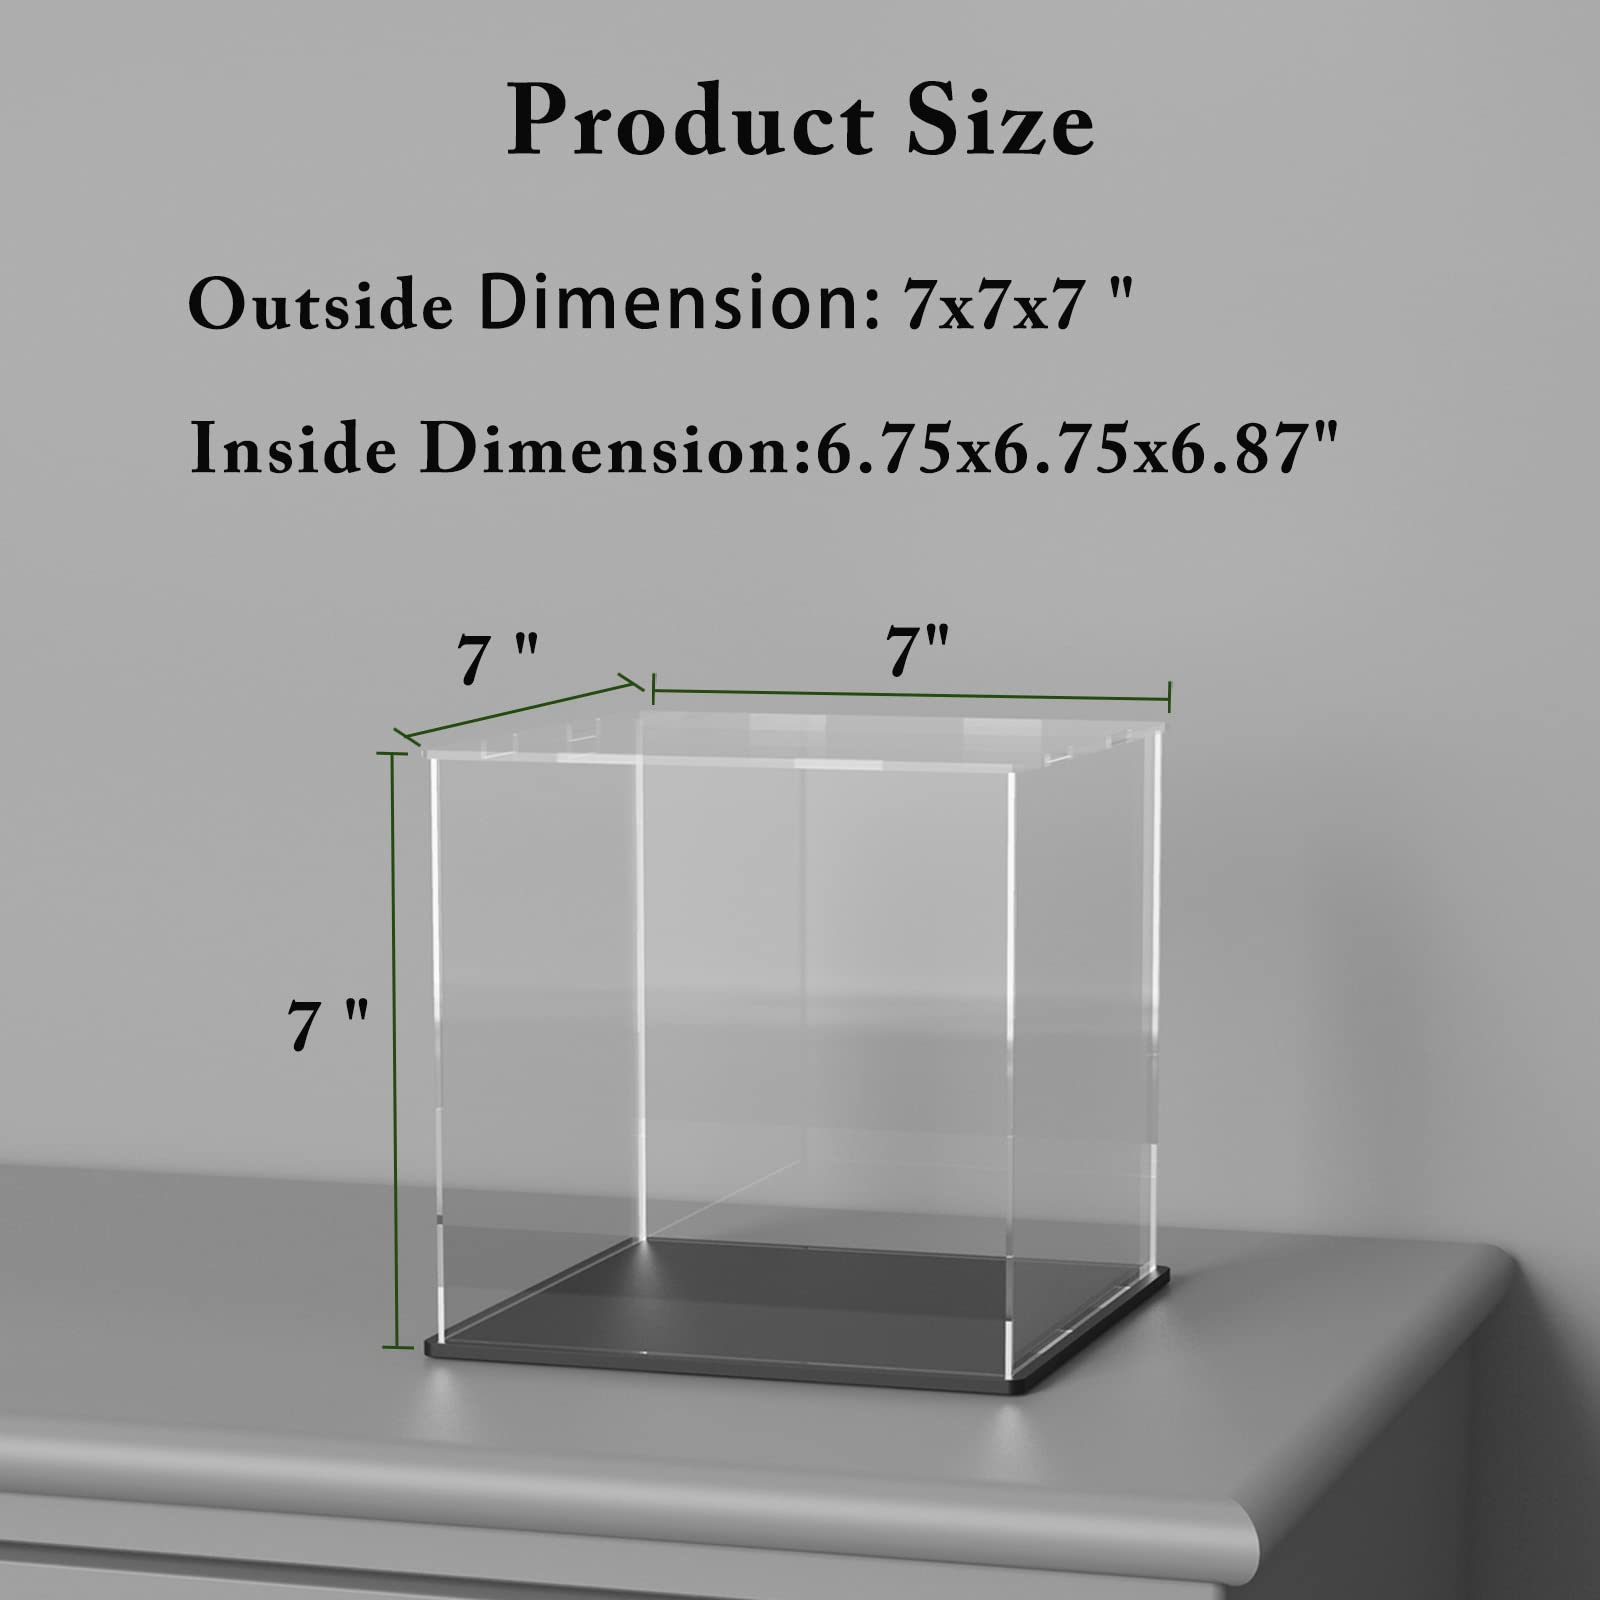 Product Size
Outside Dimension: 7x7x7 "
Inside Dimension:6.75x6.75x6.87"
7 "
7"
7 "